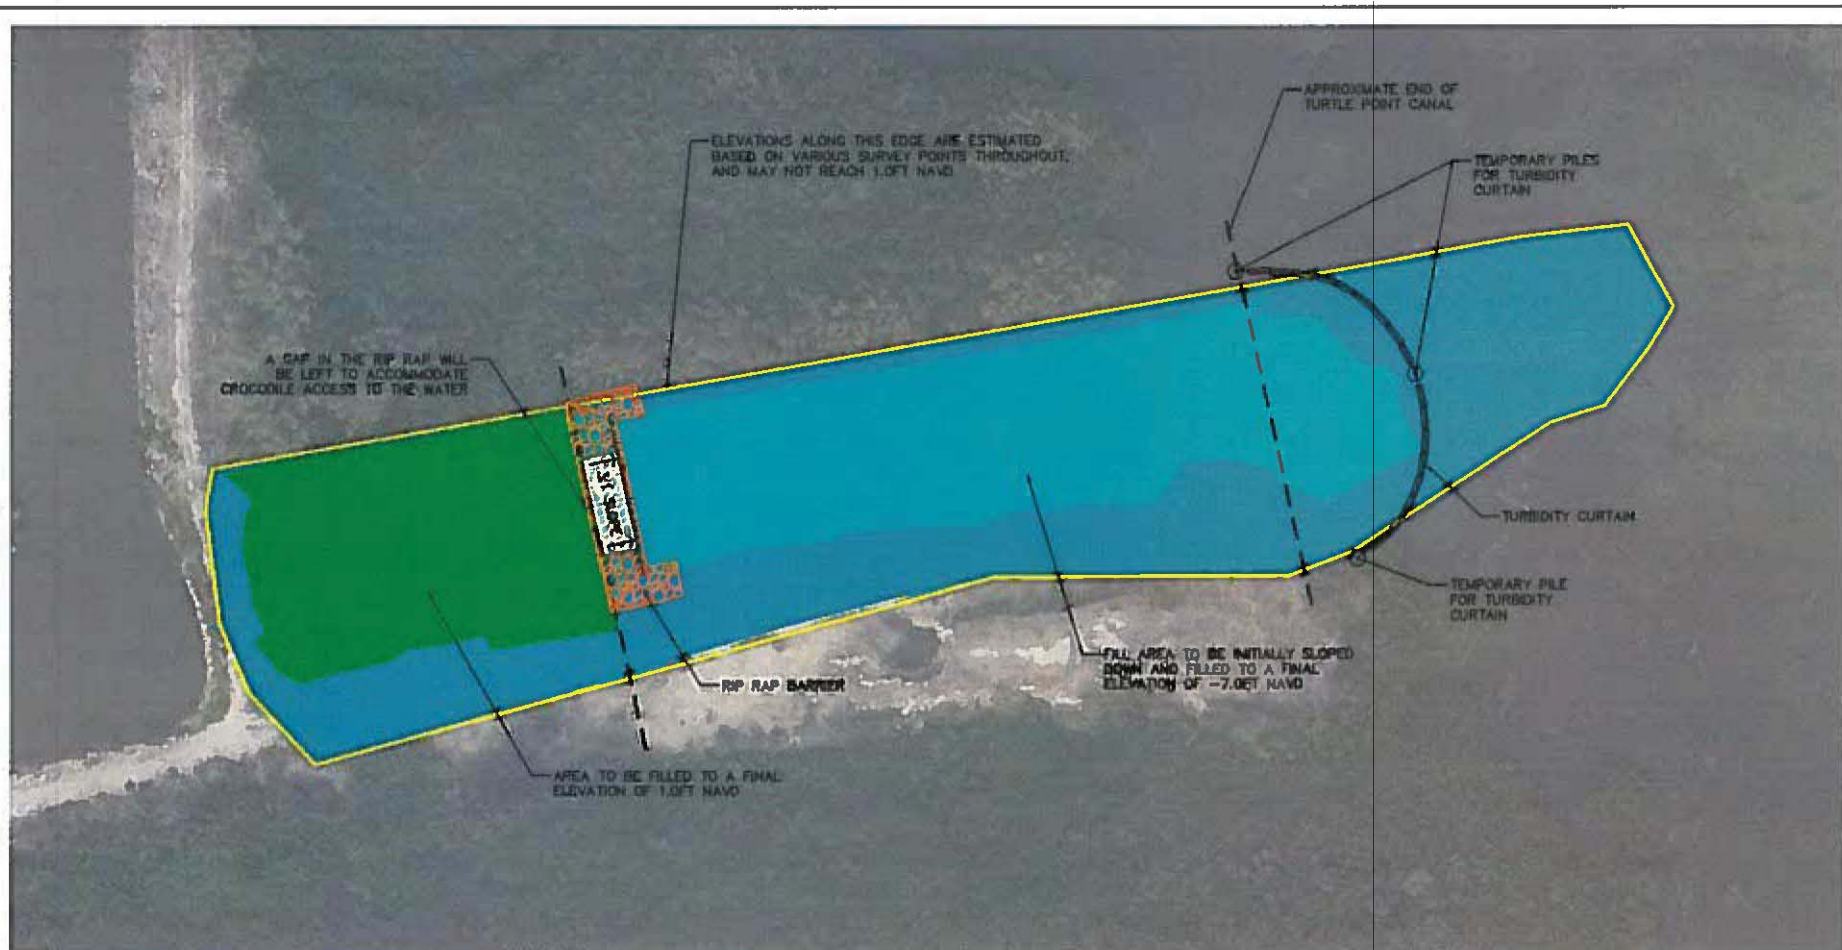 APPROXIMATE END OF
TURTLE POINT CANAL
ELEVATIONS ALONG THIS EDGE ARE ESTIMATED
BASED ON VARIOUS SURVEY POINTS THROUGHOUT,
AND MAY NOT REACH 1.0FT NAVD
TEMPORARY PILES
FOR TURBIDITY
CURTAIN
A GAP IN THE RIP RAP WILL
BE LEFT TO ACCOMMODATE
CROCODILE ACCESS TO THE WATER
SLOPE
TURBIDITY CURTAIN
TEMPORARY PILE
FOR TURBIDITY
CURTAIN
FILL AREA TO BE INITIALLY SLOPED
DOWN AND FILLED TO A FINAL
ELEVATION OF -7.0FT NAVD
RIP RAP BARRIER
AREA TO BE FILLED TO A FINAL
ELEVATION OF 1.0FT NAVD